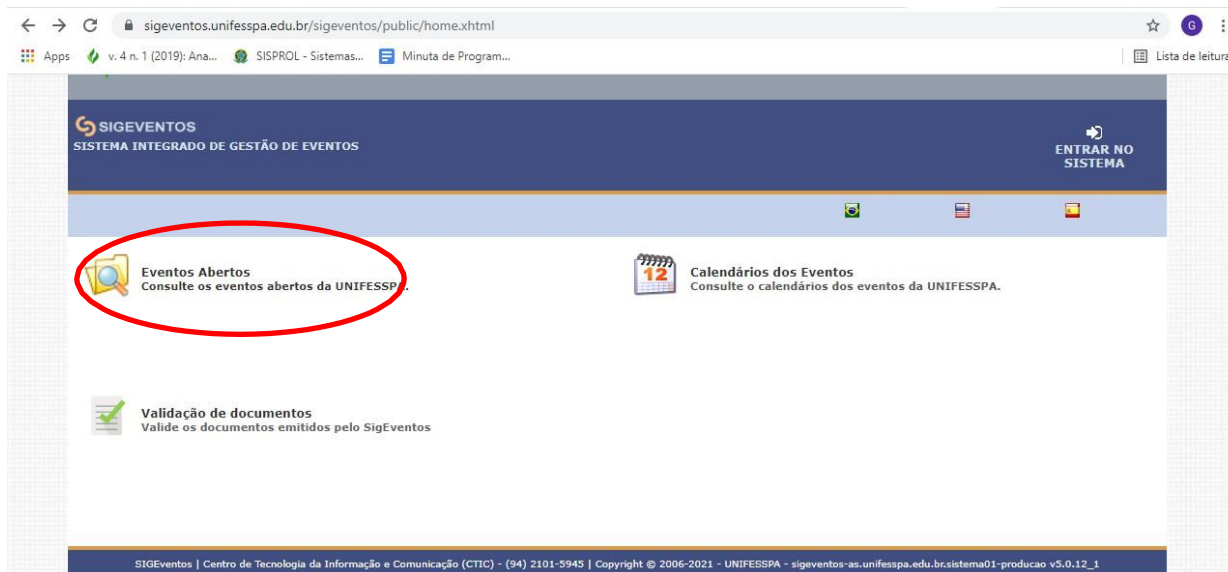 sigeventos.unifesspa.edu.br/sigeventos/public/home.xhtml
G
Apps
v. 4 n. 1 (2019): Ana...
SISPROL - Sistemas...
Minuta de Program...
Lista de leitura
SIGEVENTOS
SISTEMA INTEGRADO DE GESTÃO DE EVENTOS
ENTRAR NO
SISTEMA
Eventos Abertos
Consulte os eventos abertos da UNIFESSPA.
12
Calendários dos Eventos
Consulte o calendários dos eventos da UNIFESSPA.
Validação de documentos
Valide os documentos emitidos pelo SigEventos
SIGEventos | Centro de Tecnologia da Informação e Comunicação (CTIC) - (94) 2101-5945 | Copyright © 2006-2021 - UNIFESSPA - sigeventos-as.unifesspa.edu.br.sistema01-producao v5.0.12_1